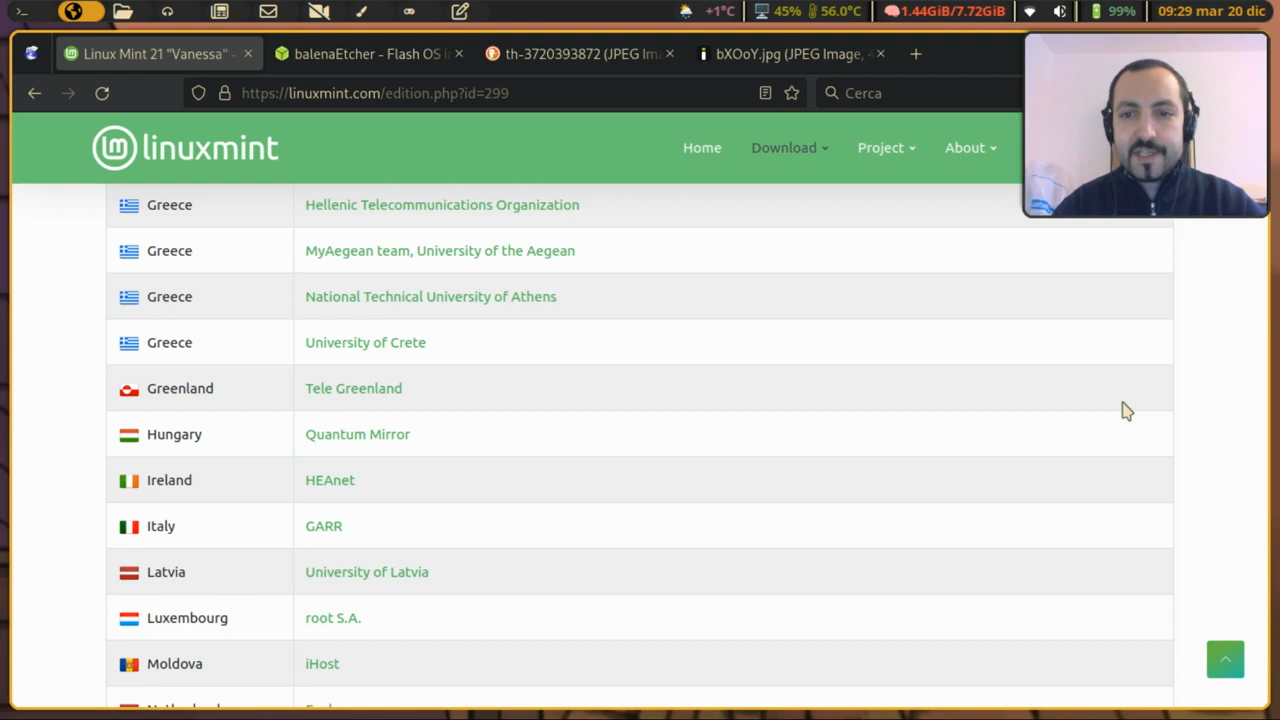 +1°C 45% 56.0°C 1.44GiB/7.72GiB 99% 09:29 mar 20 dic
Linux Mint 21 "Vanessa" - balenaEtcher - Flash OS i th-3720393872 (JPEG Ima bXOoY.jpg (JPEG Image, 4
https://linuxmint.com/edition.php?id=299 Cerca
linuxmint Home Download Project About
Greece Hellenic Telecommunications Organization
Greece MyAegean team, University of the Aegean
Greece National Technical University of Athens
Greece University of Crete
Greenland Tele Greenland
Hungary Quantum Mirror
Ireland HEAnet
Italy GARR
Latvia University of Latvia
Luxembourg root S.A.
Moldova iHost